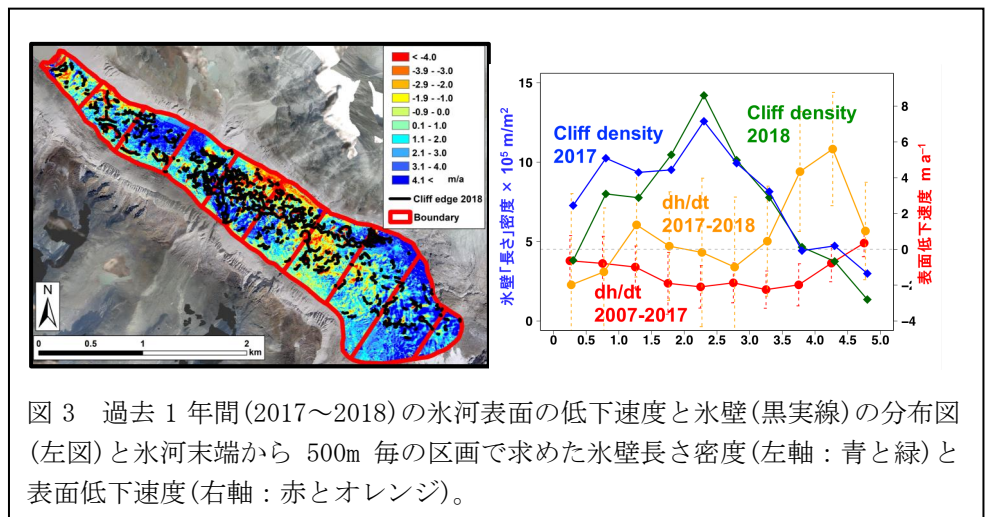 < -4.0
-3.9 - -3.0
-2.9 - -2.0
-1.9 - -1.0
-0.9 - 0.0
0.1 - 1.0
1.1 - 2.0
2.1 - 3.0
3.1 - 4.0
4.1 < m/a
Cliff edge 2018
Boundary
N
0 0.5 1 2
km
氷壁「長さ」密度 × 10⁵ m/m²
15
10
5
0
Cliff density
2017
Cliff density
2018
dh/dt
2017-2018
dh/dt
2007-2017
8
6
4
2
0
−2
−4
表面低下速度 m a⁻¹
0 0.5 1.0 1.5 2.0 2.5 3.0 3.5 4.0 4.5 5.0
図 3 過去 1 年間(2017～2018)の氷河表面の低下速度と氷壁(黒実線)の分布図
(左図)と氷河末端から 500m 毎の区画で求めた氷壁長さ密度(左軸：青と緑)と
表面低下速度(右軸：赤とオレンジ)。